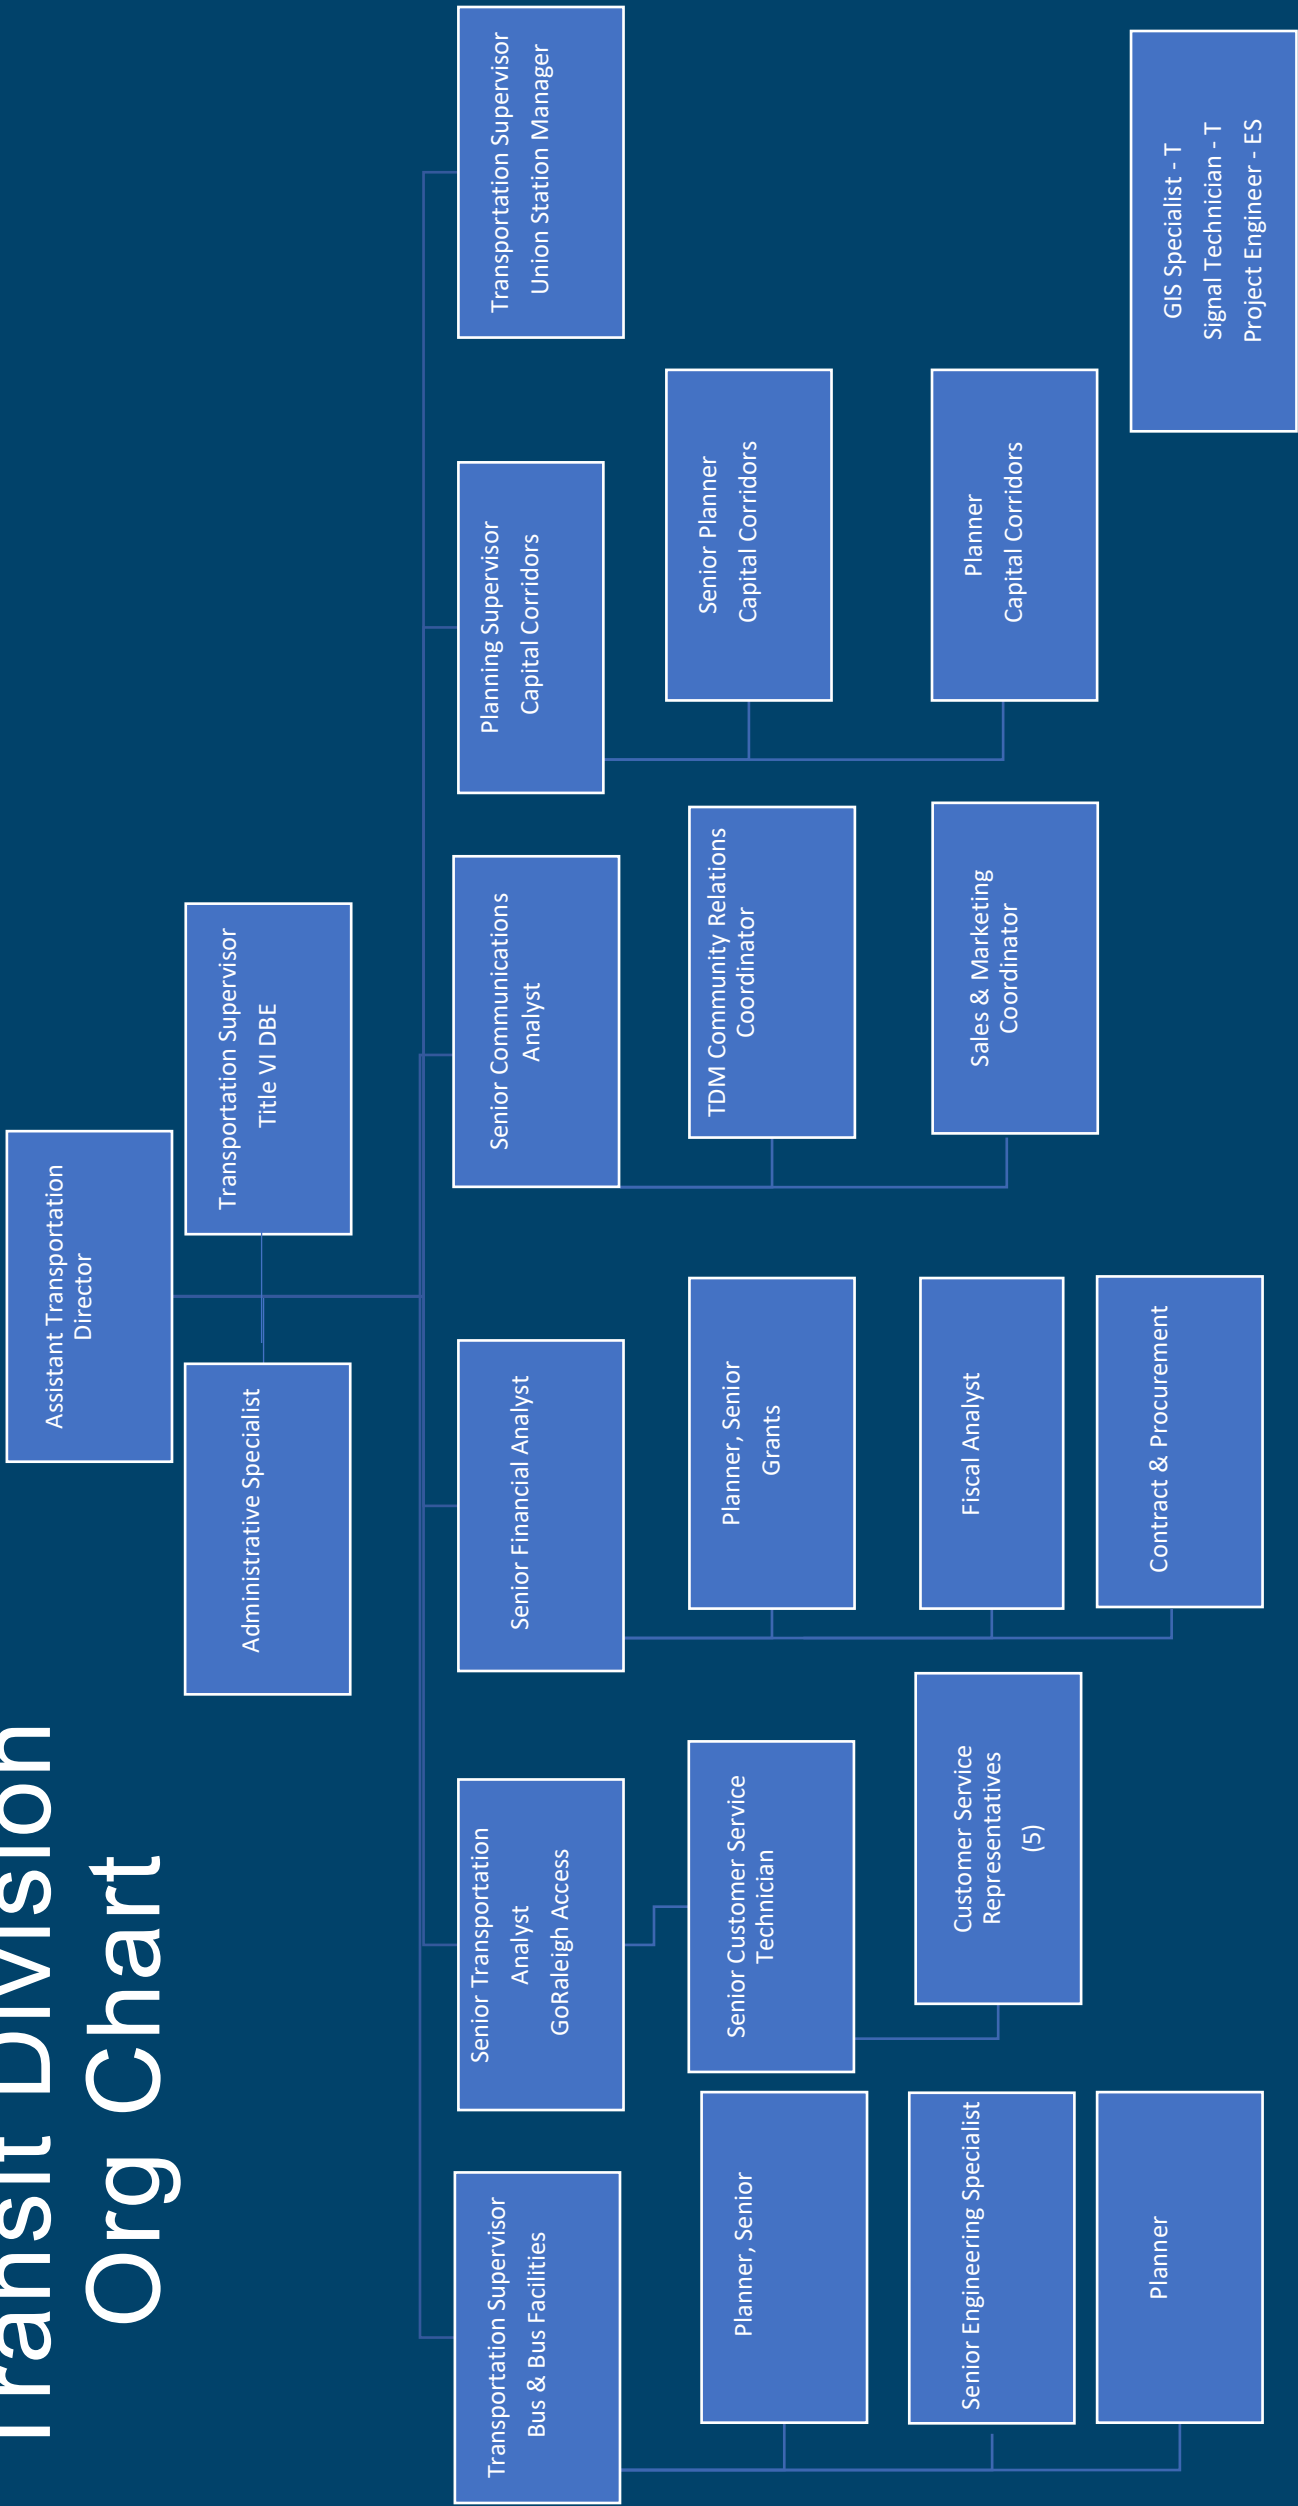 Transit Division
Org Chart
Assistant Transportation
Director
Administrative Specialist
Transportation Supervisor
Title VI DBE
Transportation Supervisor
Bus & Bus Facilities
Senior Transportation
Analyst
GoRaleigh Access
Senior Financial Analyst
Senior Communications
Analyst
Planning Supervisor
Capital Corridors
Transportation Supervisor
Union Station Manager
Planner, Senior
Senior Customer Service
Technician
Planner, Senior
Grants
TDM Community Relations
Coordinator
Senior Planner
Capital Corridors
Senior Engineering Specialist
Customer Service
Representatives
(5)
Fiscal Analyst
Sales & Marketing
Coordinator
Planner
Capital Corridors
Planner
Contract & Procurement
GIS Specialist - T
Signal Technician - T
Project Engineer - ES